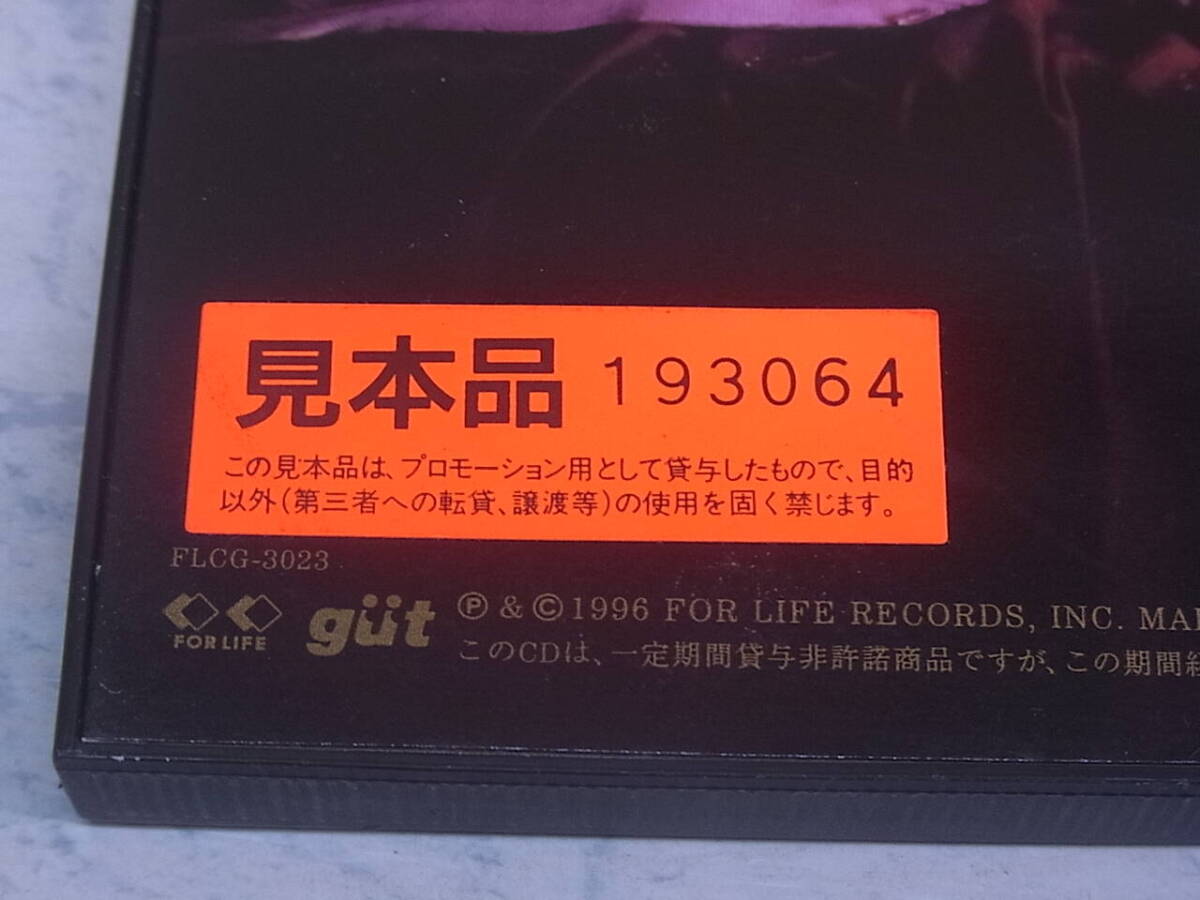 見本品 193064
この見本品は、プロモーション用として貸与したもので、目的
以外(第三者への転貸、譲渡等)の使用を固く禁じます。
FLCG-3023
FOR LIFE
güt
Ⓟ & ©1996 FOR LIFE RECORDS, INC. MA
このCDは、一定期間貸与非許諾商品ですが、この期間経